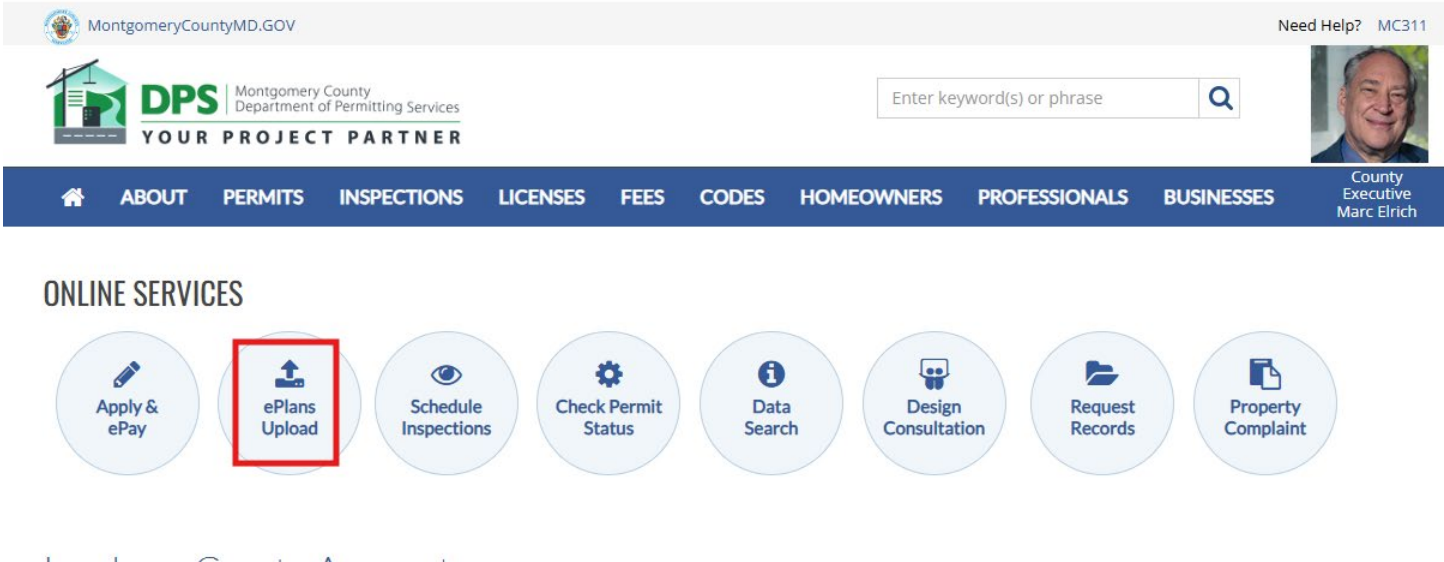 MontgomeryCountyMD.GOV
Need Help? MC311
DPS
Montgomery County
Department of Permitting Services
YOUR PROJECT PARTNER
Enter keyword(s) or phrase
ABOUT PERMITS INSPECTIONS LICENSES FEES CODES HOMEOWNERS PROFESSIONALS BUSINESSES
County
Executive
Marc Elrich
ONLINE SERVICES
Apply &
ePay
ePlans
Upload
Schedule
Inspections
Check Permit
Status
Data
Search
Design
Consultation
Request
Records
Property
Complaint